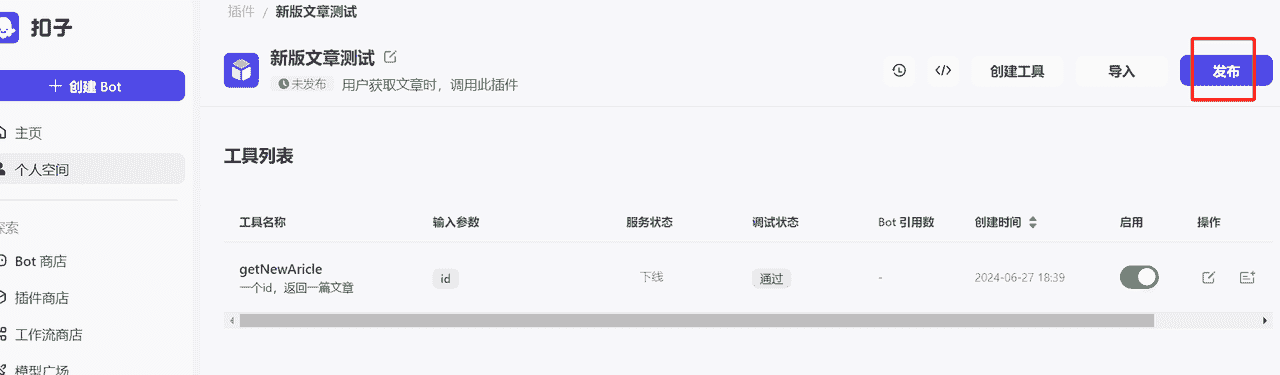 插件 / 新版文章测试
扣子
新版文章测试
未发布 用户获取文章时，调用此插件
创建工具
导入
发布
+ 创建 Bot
主页
个人空间
探索
Bot 商店
插件商店
工作流商店
模型广场
工具列表
工具名称 输入参数 服务状态 调试状态 Bot 引用数 创建时间 启用 操作
getNewAricle id 下线 通过 - 2024-06-27 18:39
一个id，返回一篇文章